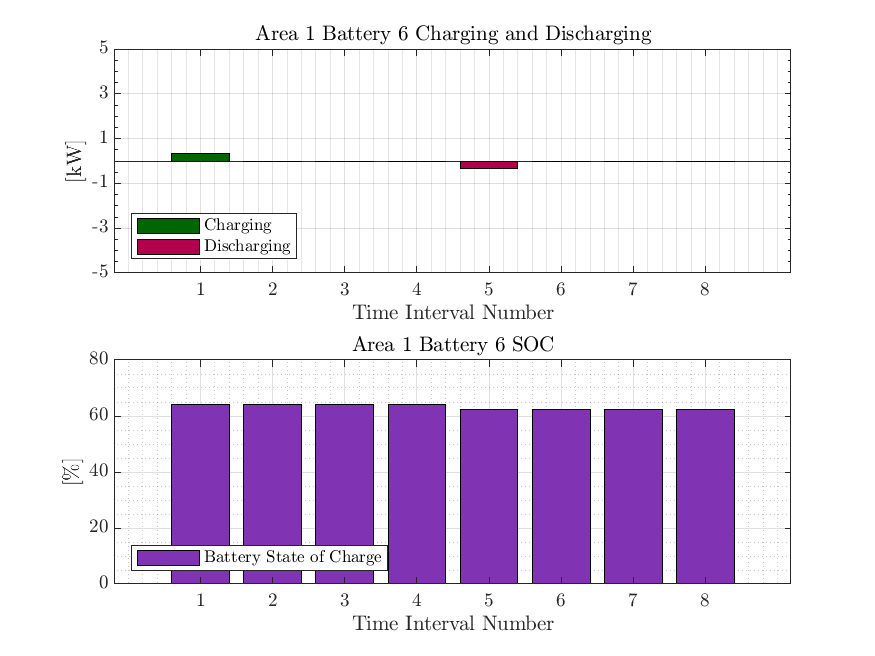 Area 1 Battery 6 Charging and Discharging
5
3
1
-1
-3
-5
[kW]
Charging
Discharging
1 2 3 4 5 6 7 8
Time Interval Number
Area 1 Battery 6 SOC
80
60
40
20
0
[%]
Battery State of Charge
1 2 3 4 5 6 7 8
Time Interval Number